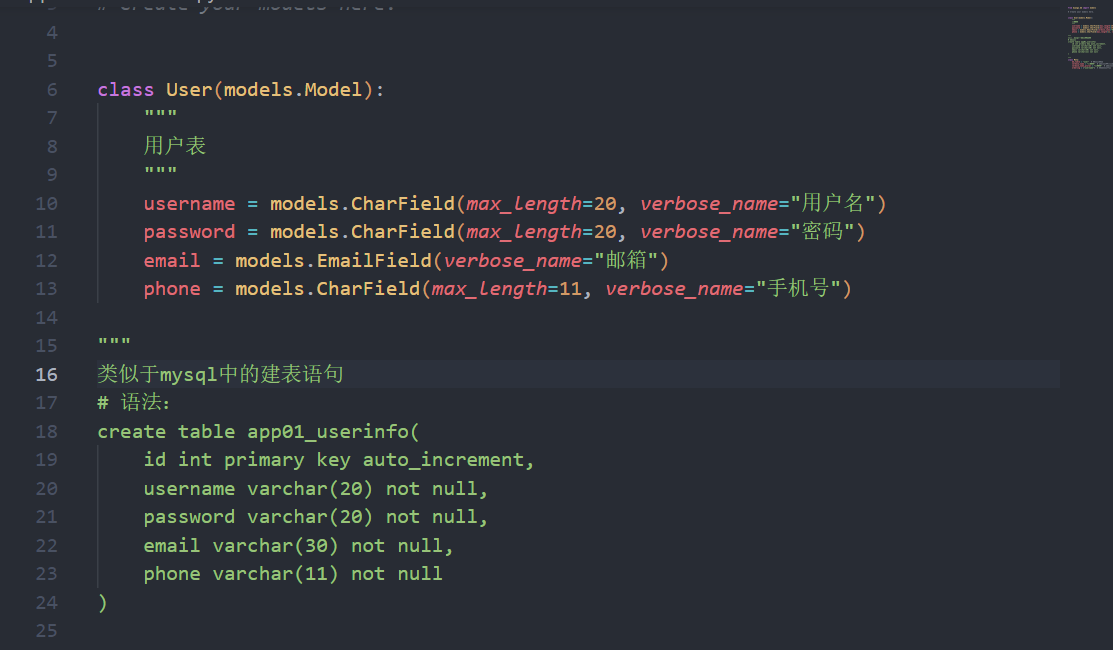 4
5
6 class User(models.Model):
7 """
8 用户表
9 """
10 username = models.CharField(max_length=20, verbose_name="用户名")
11 password = models.CharField(max_length=20, verbose_name="密码")
12 email = models.EmailField(verbose_name="邮箱")
13 phone = models.CharField(max_length=11, verbose_name="手机号")
14
15 """
16 类似于mysql中的建表语句
17 # 语法:
18 create table app01_userinfo(
19 id int primary key auto_increment,
20 username varchar(20) not null,
21 password varchar(20) not null,
22 email varchar(30) not null,
23 phone varchar(11) not null
24 )
25